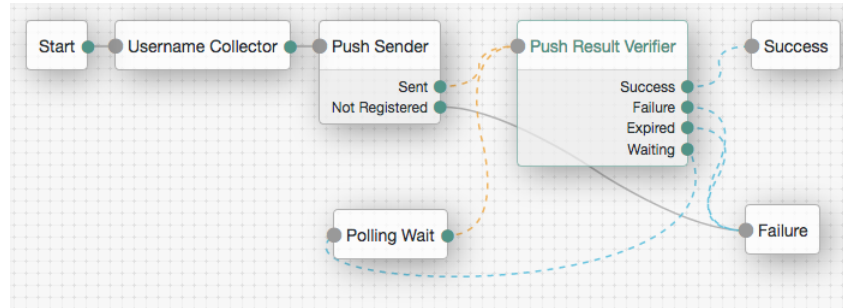 Start
Username Collector
Push Sender
Sent
Not Registered
Push Result Verifier
Success
Failure
Expired
Waiting
Success
Polling Wait
Failure